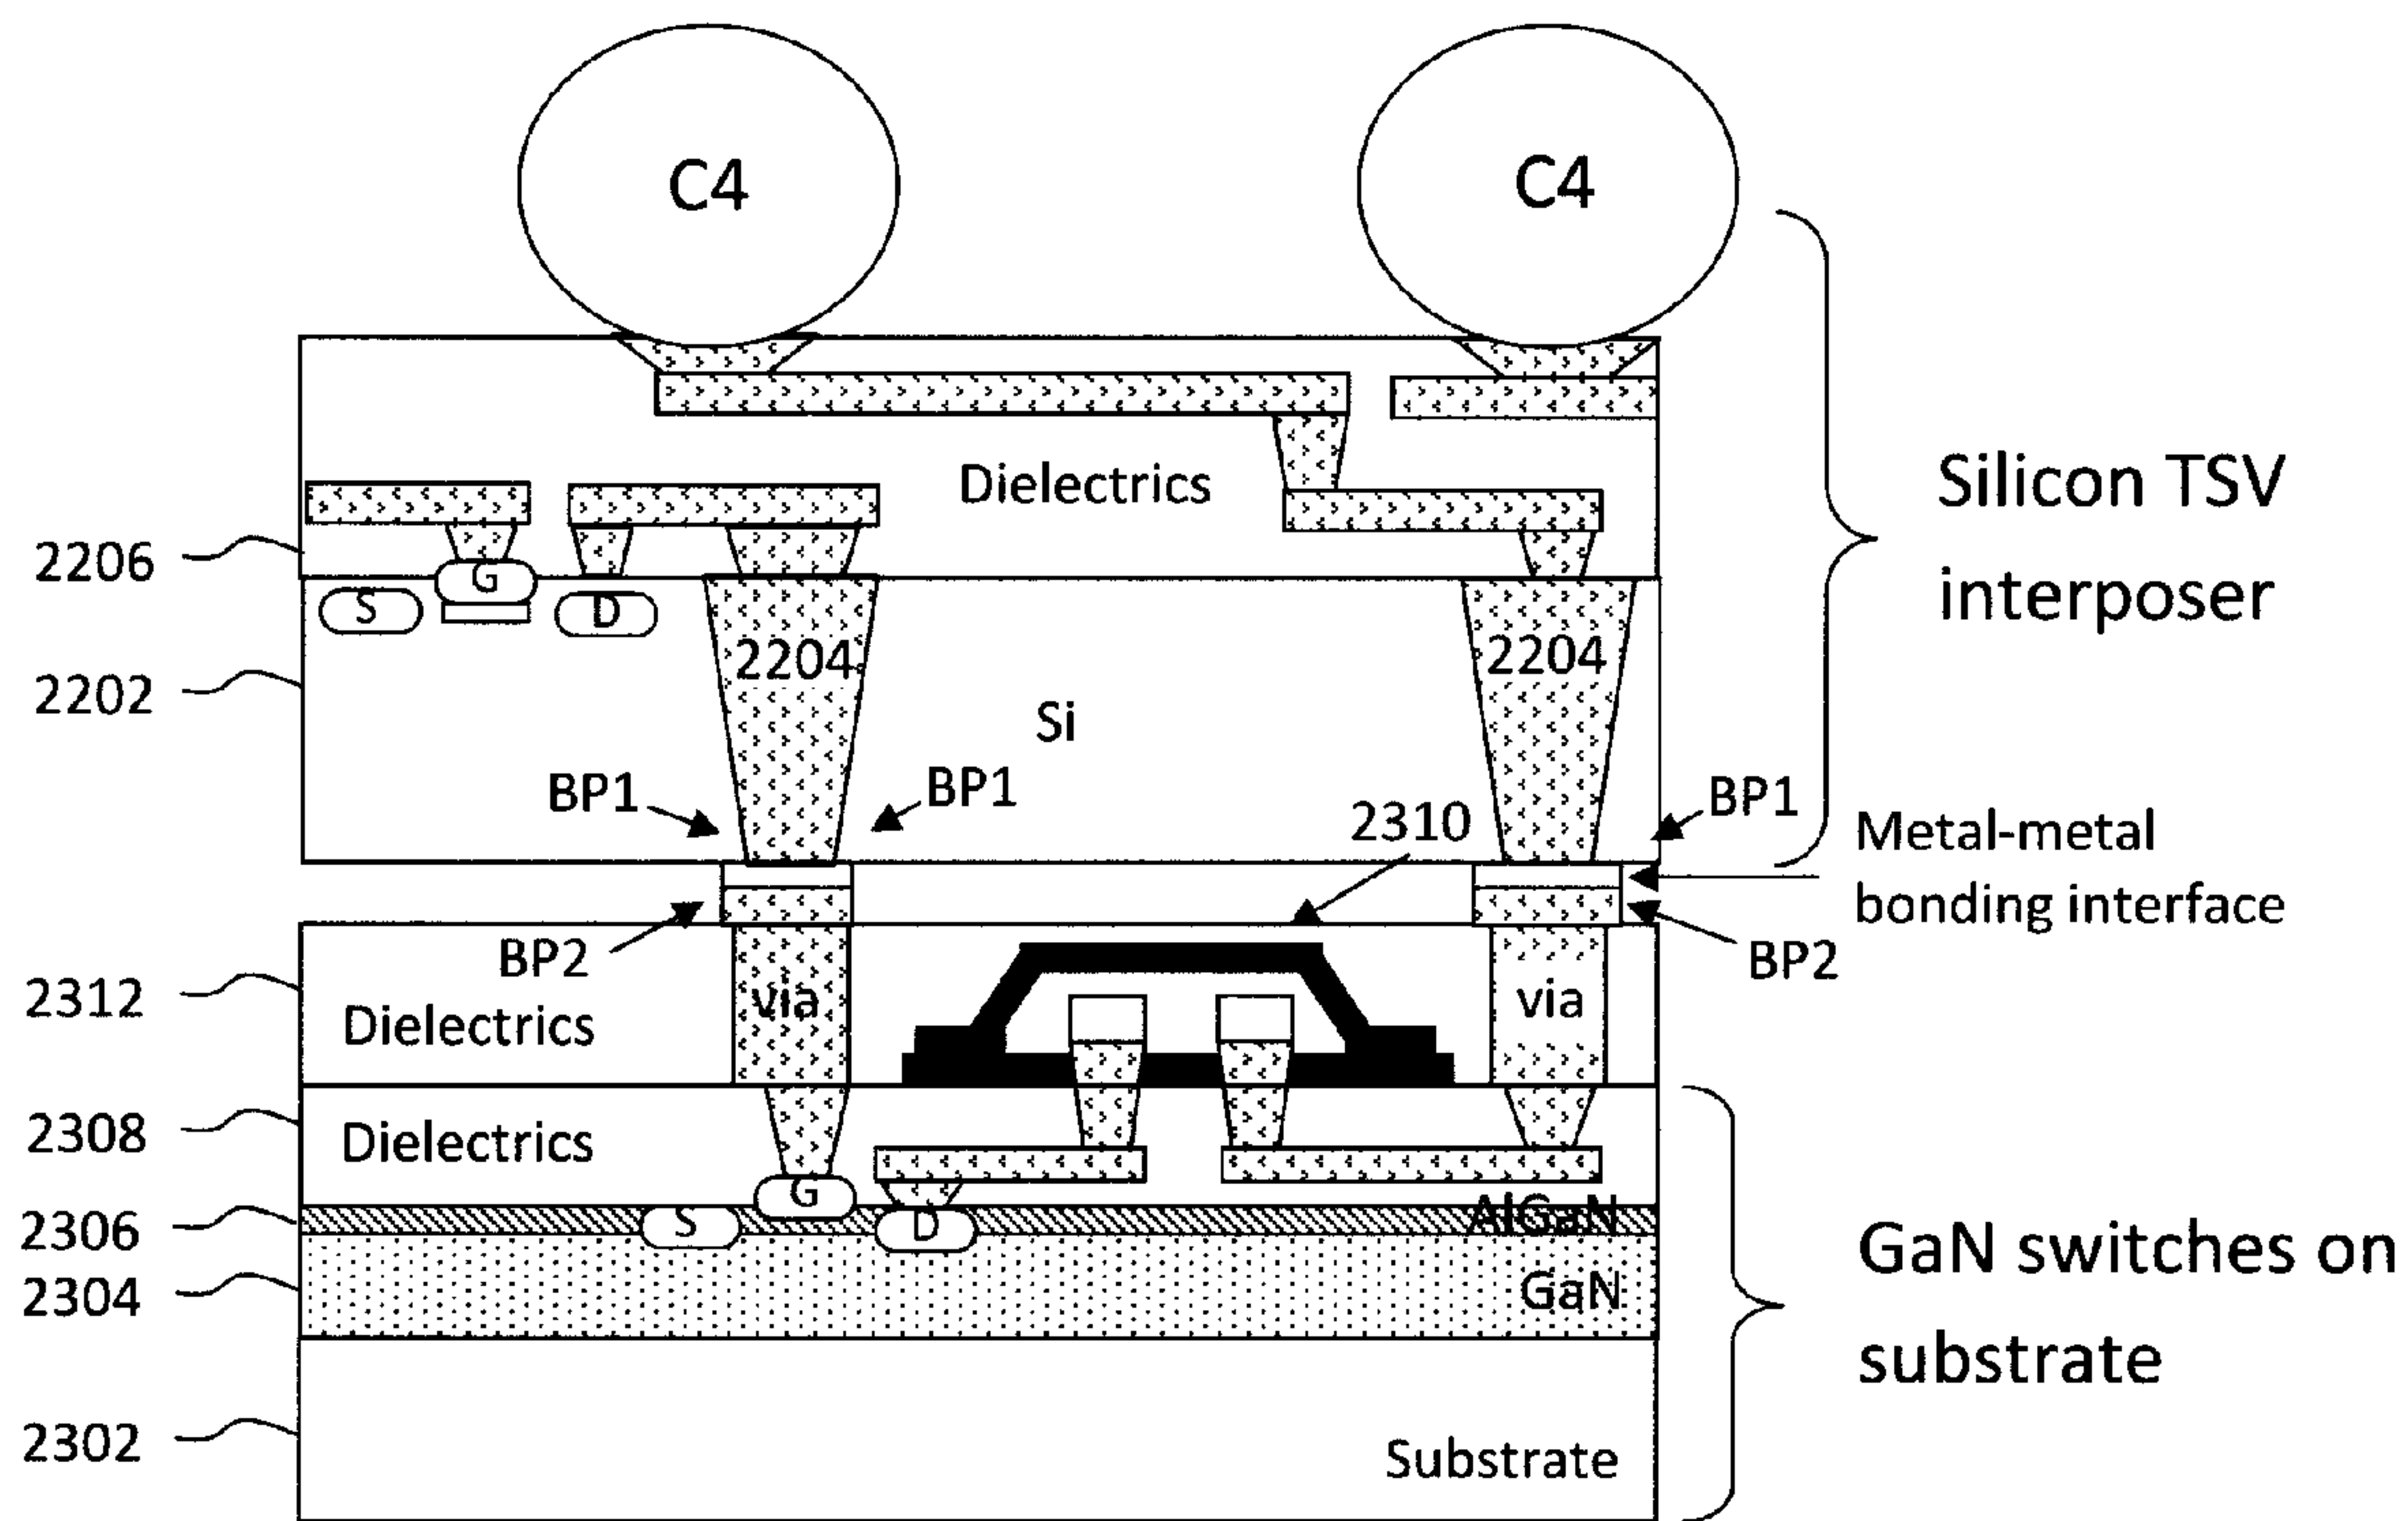 C4
C4
Dielectrics
Silicon TSV
interposer
2206
G
S
D
2204
2204
2202
Si
BP1
BP1
BP1
2310
Metal-metal
bonding interface
BP2
BP2
2312
via
via
Dielectrics
2308
Dielectrics
G
AlGaN
2306
S
D
GaN switches on
substrate
2304
GaN
2302
Substrate